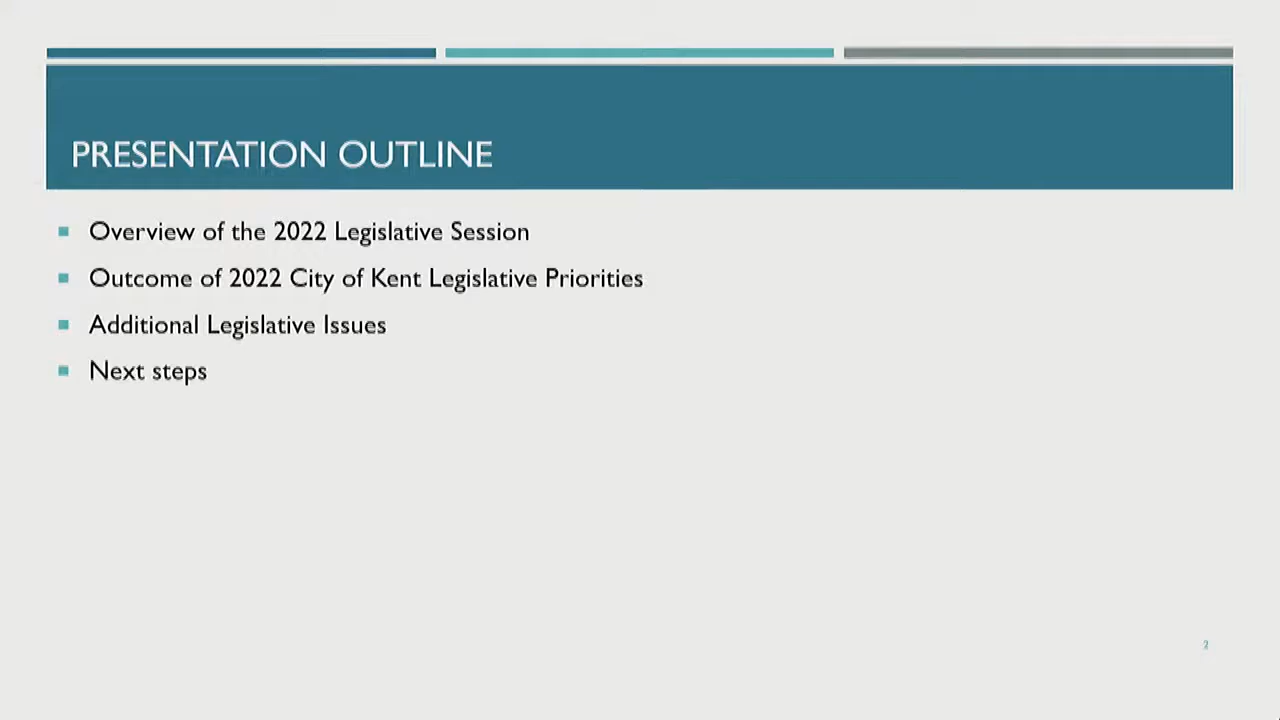 PRESENTATION OUTLINE
Overview of the 2022 Legislative Session
Outcome of 2022 City of Kent Legislative Priorities
Additional Legislative Issues
Next steps
2